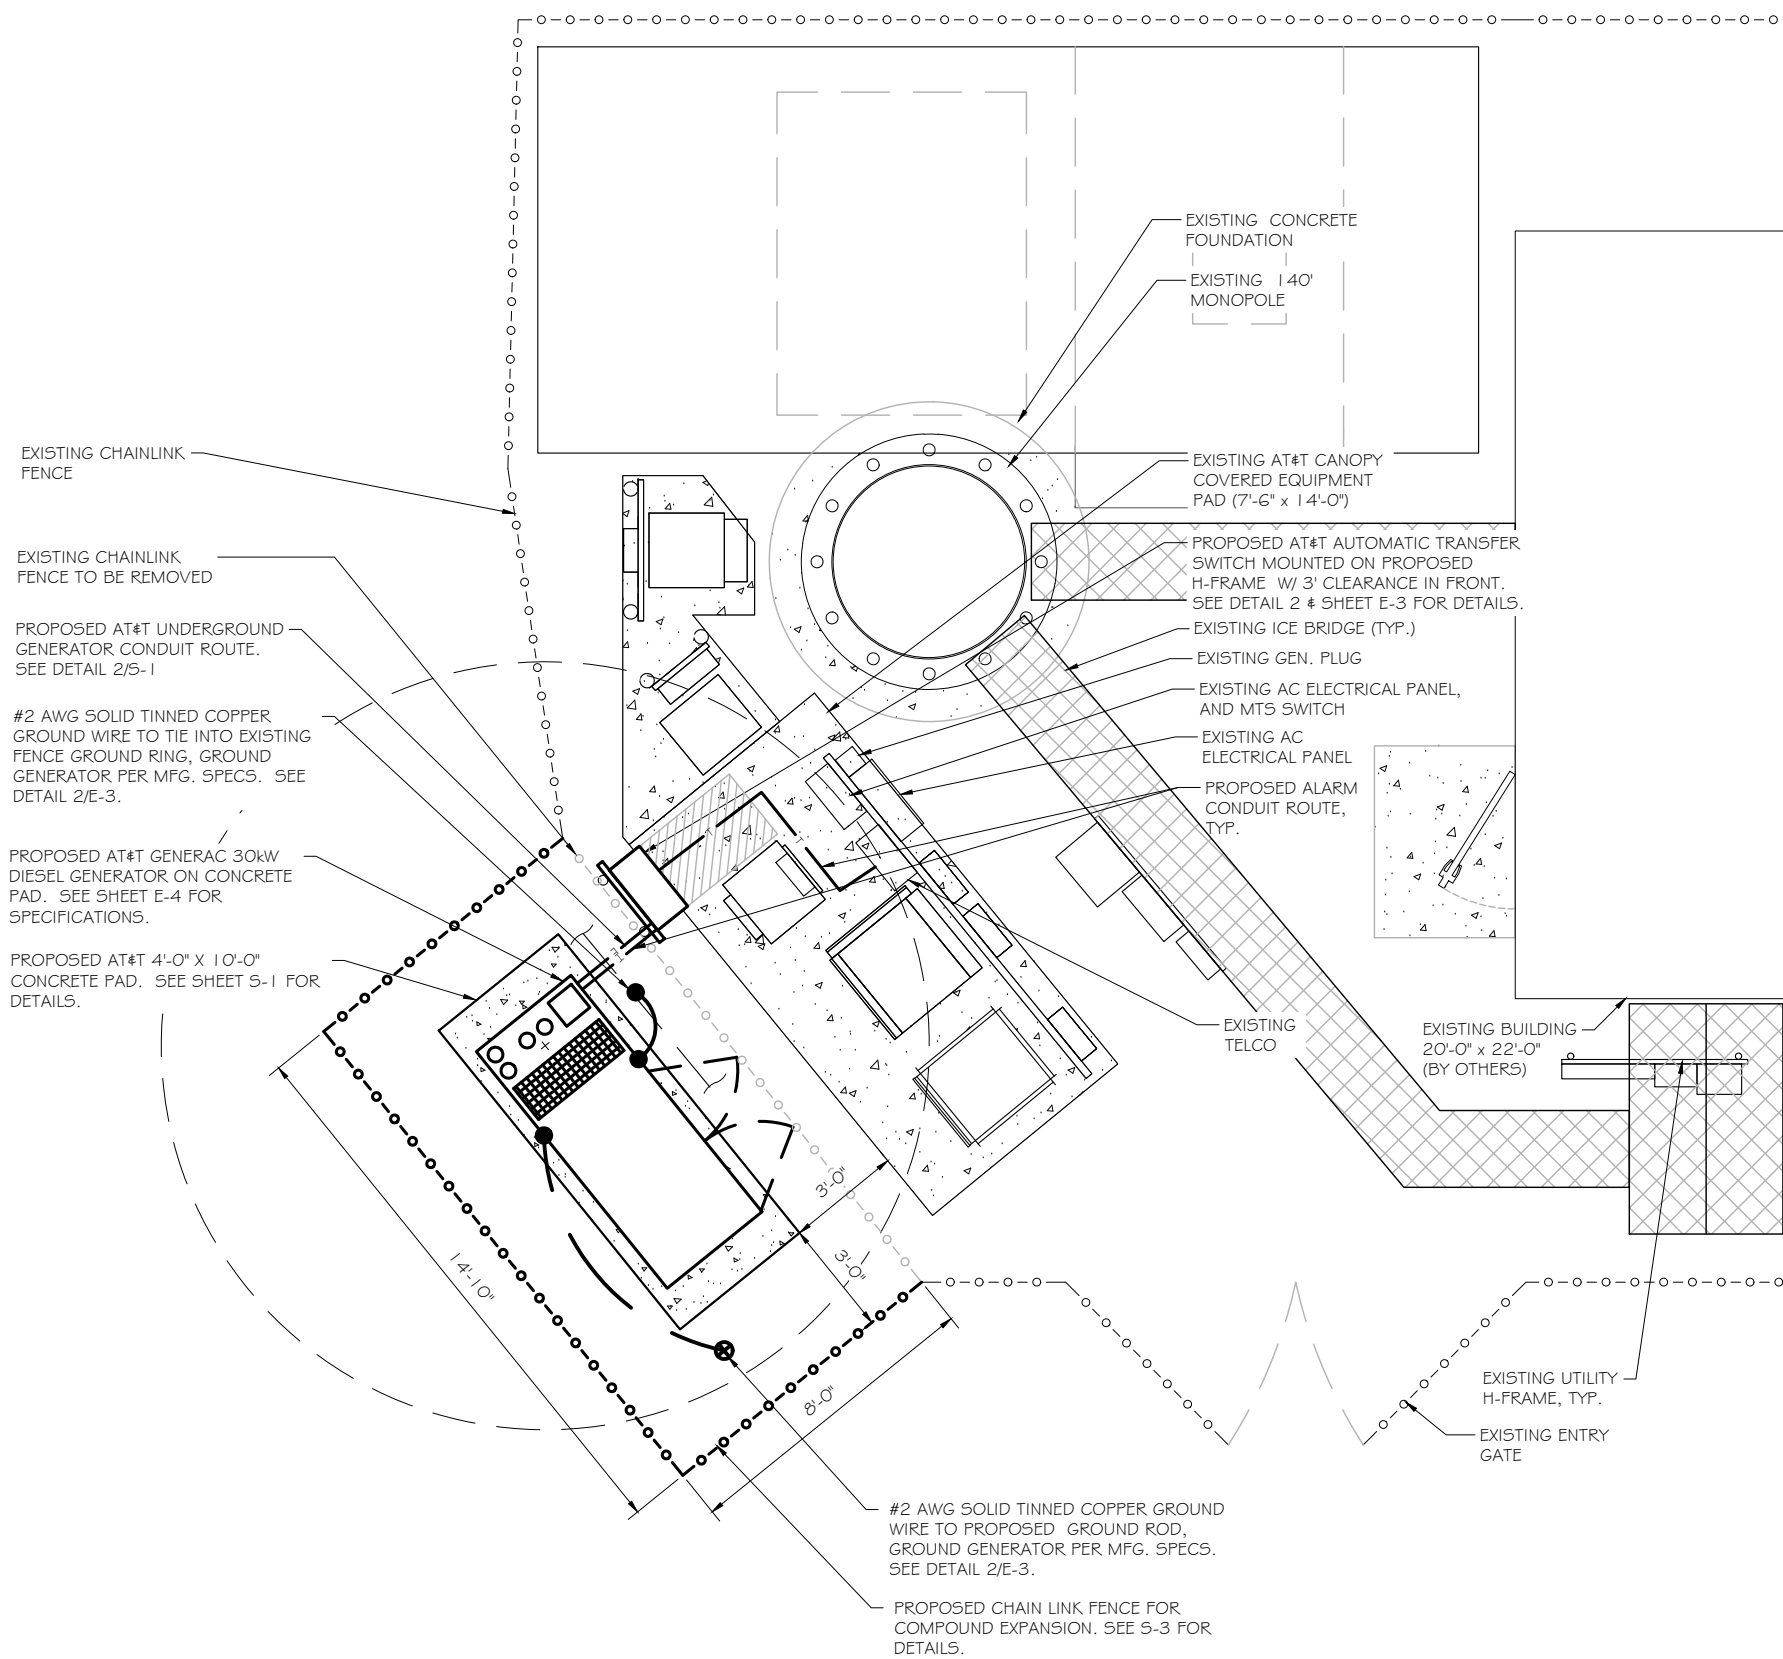 EXISTING CONCRETE
FOUNDATION
EXISTING 140'
MONOPOLE
EXISTING CHAINLINK
FENCE
EXISTING AT&T CANOPY
COVERED EQUIPMENT
PAD (7'-6" x 14'-0")
EXISTING CHAINLINK
FENCE TO BE REMOVED
PROPOSED AT&T AUTOMATIC TRANSFER
SWITCH MOUNTED ON PROPOSED
H-FRAME W/ 3' CLEARANCE IN FRONT.
SEE DETAIL 2 & SHEET E-3 FOR DETAILS.
PROPOSED AT&T UNDERGROUND
GENERATOR CONDUIT ROUTE.
SEE DETAIL 2/S-1
EXISTING ICE BRIDGE (TYP.)
EXISTING GEN. PLUG
EXISTING AC ELECTRICAL PANEL,
AND MTS SWITCH
#2 AWG SOLID TINNED COPPER
GROUND WIRE TO TIE INTO EXISTING
FENCE GROUND RING, GROUND
GENERATOR PER MFG. SPECS. SEE
DETAIL 2/E-3.
EXISTING AC
ELECTRICAL PANEL
PROPOSED ALARM
CONDUIT ROUTE,
TYP.
PROPOSED AT&T GENERAC 30kW
DIESEL GENERATOR ON CONCRETE
PAD. SEE SHEET E-4 FOR
SPECIFICATIONS.
PROPOSED AT&T 4'-0" X 10'-0"
CONCRETE PAD. SEE SHEET S-1 FOR
DETAILS.
EXISTING
TELCO
EXISTING BUILDING
20'-0" x 22'-0"
(BY OTHERS)
3'-0"
3'-0"
14'-10"
8'-0"
EXISTING UTILITY
H-FRAME, TYP.
EXISTING ENTRY
GATE
#2 AWG SOLID TINNED COPPER GROUND
WIRE TO PROPOSED GROUND ROD,
GROUND GENERATOR PER MFG. SPECS.
SEE DETAIL 2/E-3.
PROPOSED CHAIN LINK FENCE FOR
COMPOUND EXPANSION. SEE S-3 FOR
DETAILS.